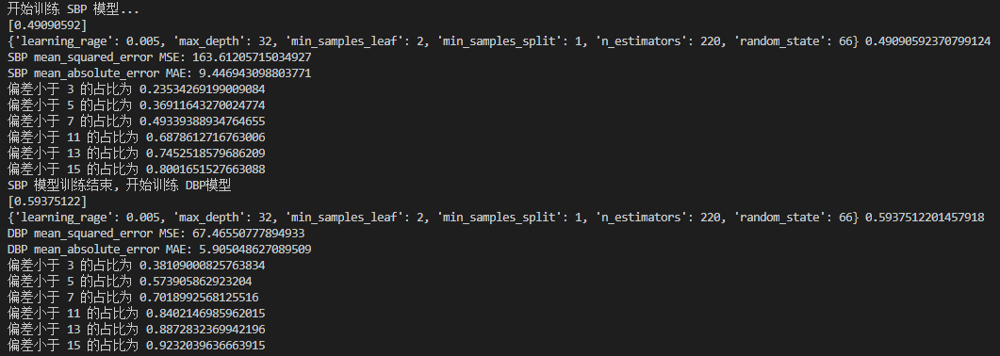 开始训练 SBP 模型...
[0.49090592]
{'learning_rage': 0.005, 'max_depth': 32, 'min_samples_leaf': 2, 'min_samples_split': 1, 'n_estimators': 220, 'random_state': 66} 0.49090592370799124
SBP mean_squared_error MSE: 163.61205715034927
SBP mean_absolute_error MAE: 9.446943098803771
偏差小于 3 的占比为 0.23534269199009084
偏差小于 5 的占比为 0.36911643270024774
偏差小于 7 的占比为 0.49339388934764655
偏差小于 11 的占比为 0.6878612716763006
偏差小于 13 的占比为 0.7452518579686209
偏差小于 15 的占比为 0.8001651527663088
SBP 模型训练结束, 开始训练 DBP模型
[0.59375122]
{'learning_rage': 0.005, 'max_depth': 32, 'min_samples_leaf': 2, 'min_samples_split': 1, 'n_estimators': 220, 'random_state': 66} 0.5937512201457918
DBP mean_squared_error MSE: 67.46550777894933
DBP mean_absolute_error MAE: 5.905048627089509
偏差小于 3 的占比为 0.38109000825763834
偏差小于 5 的占比为 0.573905862923204
偏差小于 7 的占比为 0.7018992568125516
偏差小于 11 的占比为 0.8402146985962015
偏差小于 13 的占比为 0.8872832369942196
偏差小于 15 的占比为 0.9232039636663915